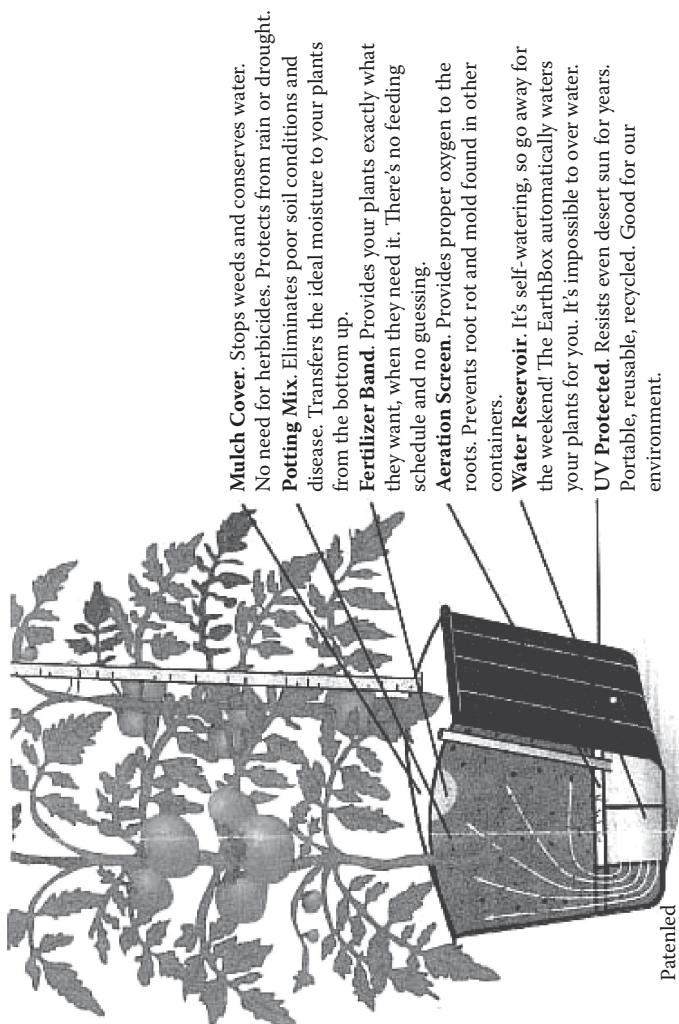 Mulch Cover. Stops weeds and conserves water.
No need for herbicides. Protects from rain or drought.
Potting Mix. Eliminates poor soil conditions and
disease. Transfers the ideal moisture to your plants
from the bottom up.
Fertilizer Band. Provides your plants exactly what
they want, when they need it. There's no feeding
schedule and no guessing.
Aeration Screen. Provides proper oxygen to the
roots. Prevents root rot and mold found in other
containers.
Water Reservoir. It's self-watering, so go away for
the weekend! The EarthBox automatically waters
your plants for you. It's impossible to over water.
UV Protected. Resists even desert sun for years.
Portable, reusable, recycled. Good for our
environment.
Patenled